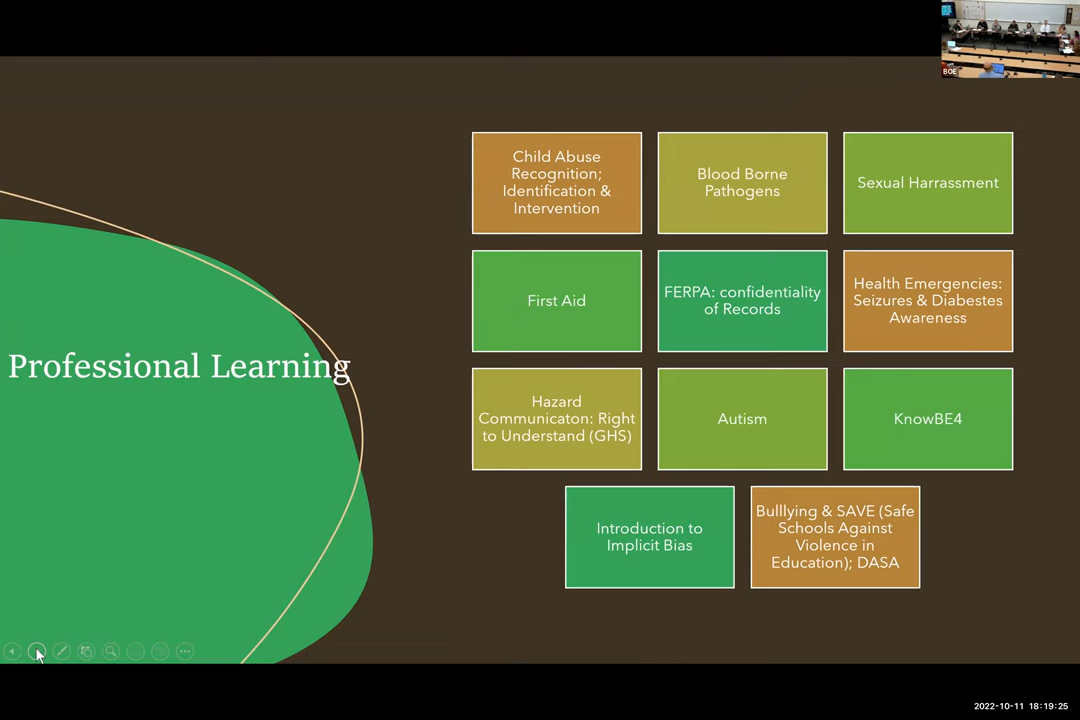 BOE
Child Abuse
Recognition;
Identification &
Intervention
Blood Borne
Pathogens
Sexual Harrassment
First Aid
FERPA: confidentiality
of Records
Health Emergencies:
Seizures & Diabestes
Awareness
Professional Learning
Hazard
Communicaton: Right
to Understand (GHS)
Autism
KnowBE4
Introduction to
Implicit Bias
Bulllying & SAVE (Safe
Schools Against
Violence in
Education); DASA
2022-10-11 18:19:25